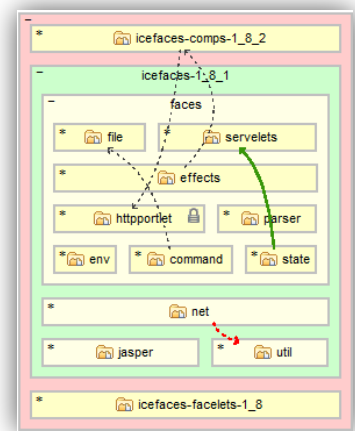 icefaces-comps-1_8_2
icefaces-1_8_1
faces
* file * servelets
* effects
* httpportlet * parser
* env * command * state
* net
* jasper * util
* icefaces-facelets-1_8